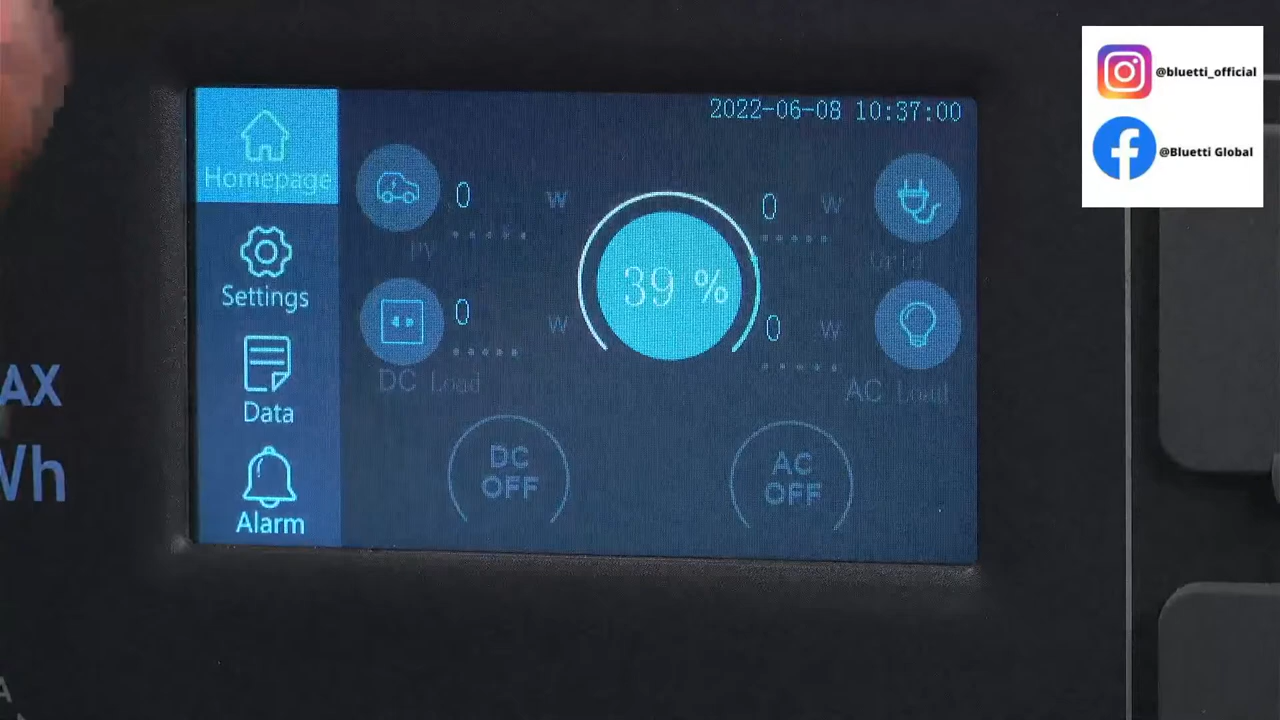 @bluetti_official
@Bluetti Global
2022-06-08 10:37:00
Homepage
Settings
Data
Alarm
0 W
PV
0 W
DC Load
39 %
0 W
Grid
0 W
AC Load
DC
OFF
AC
OFF
AX
Wh
A